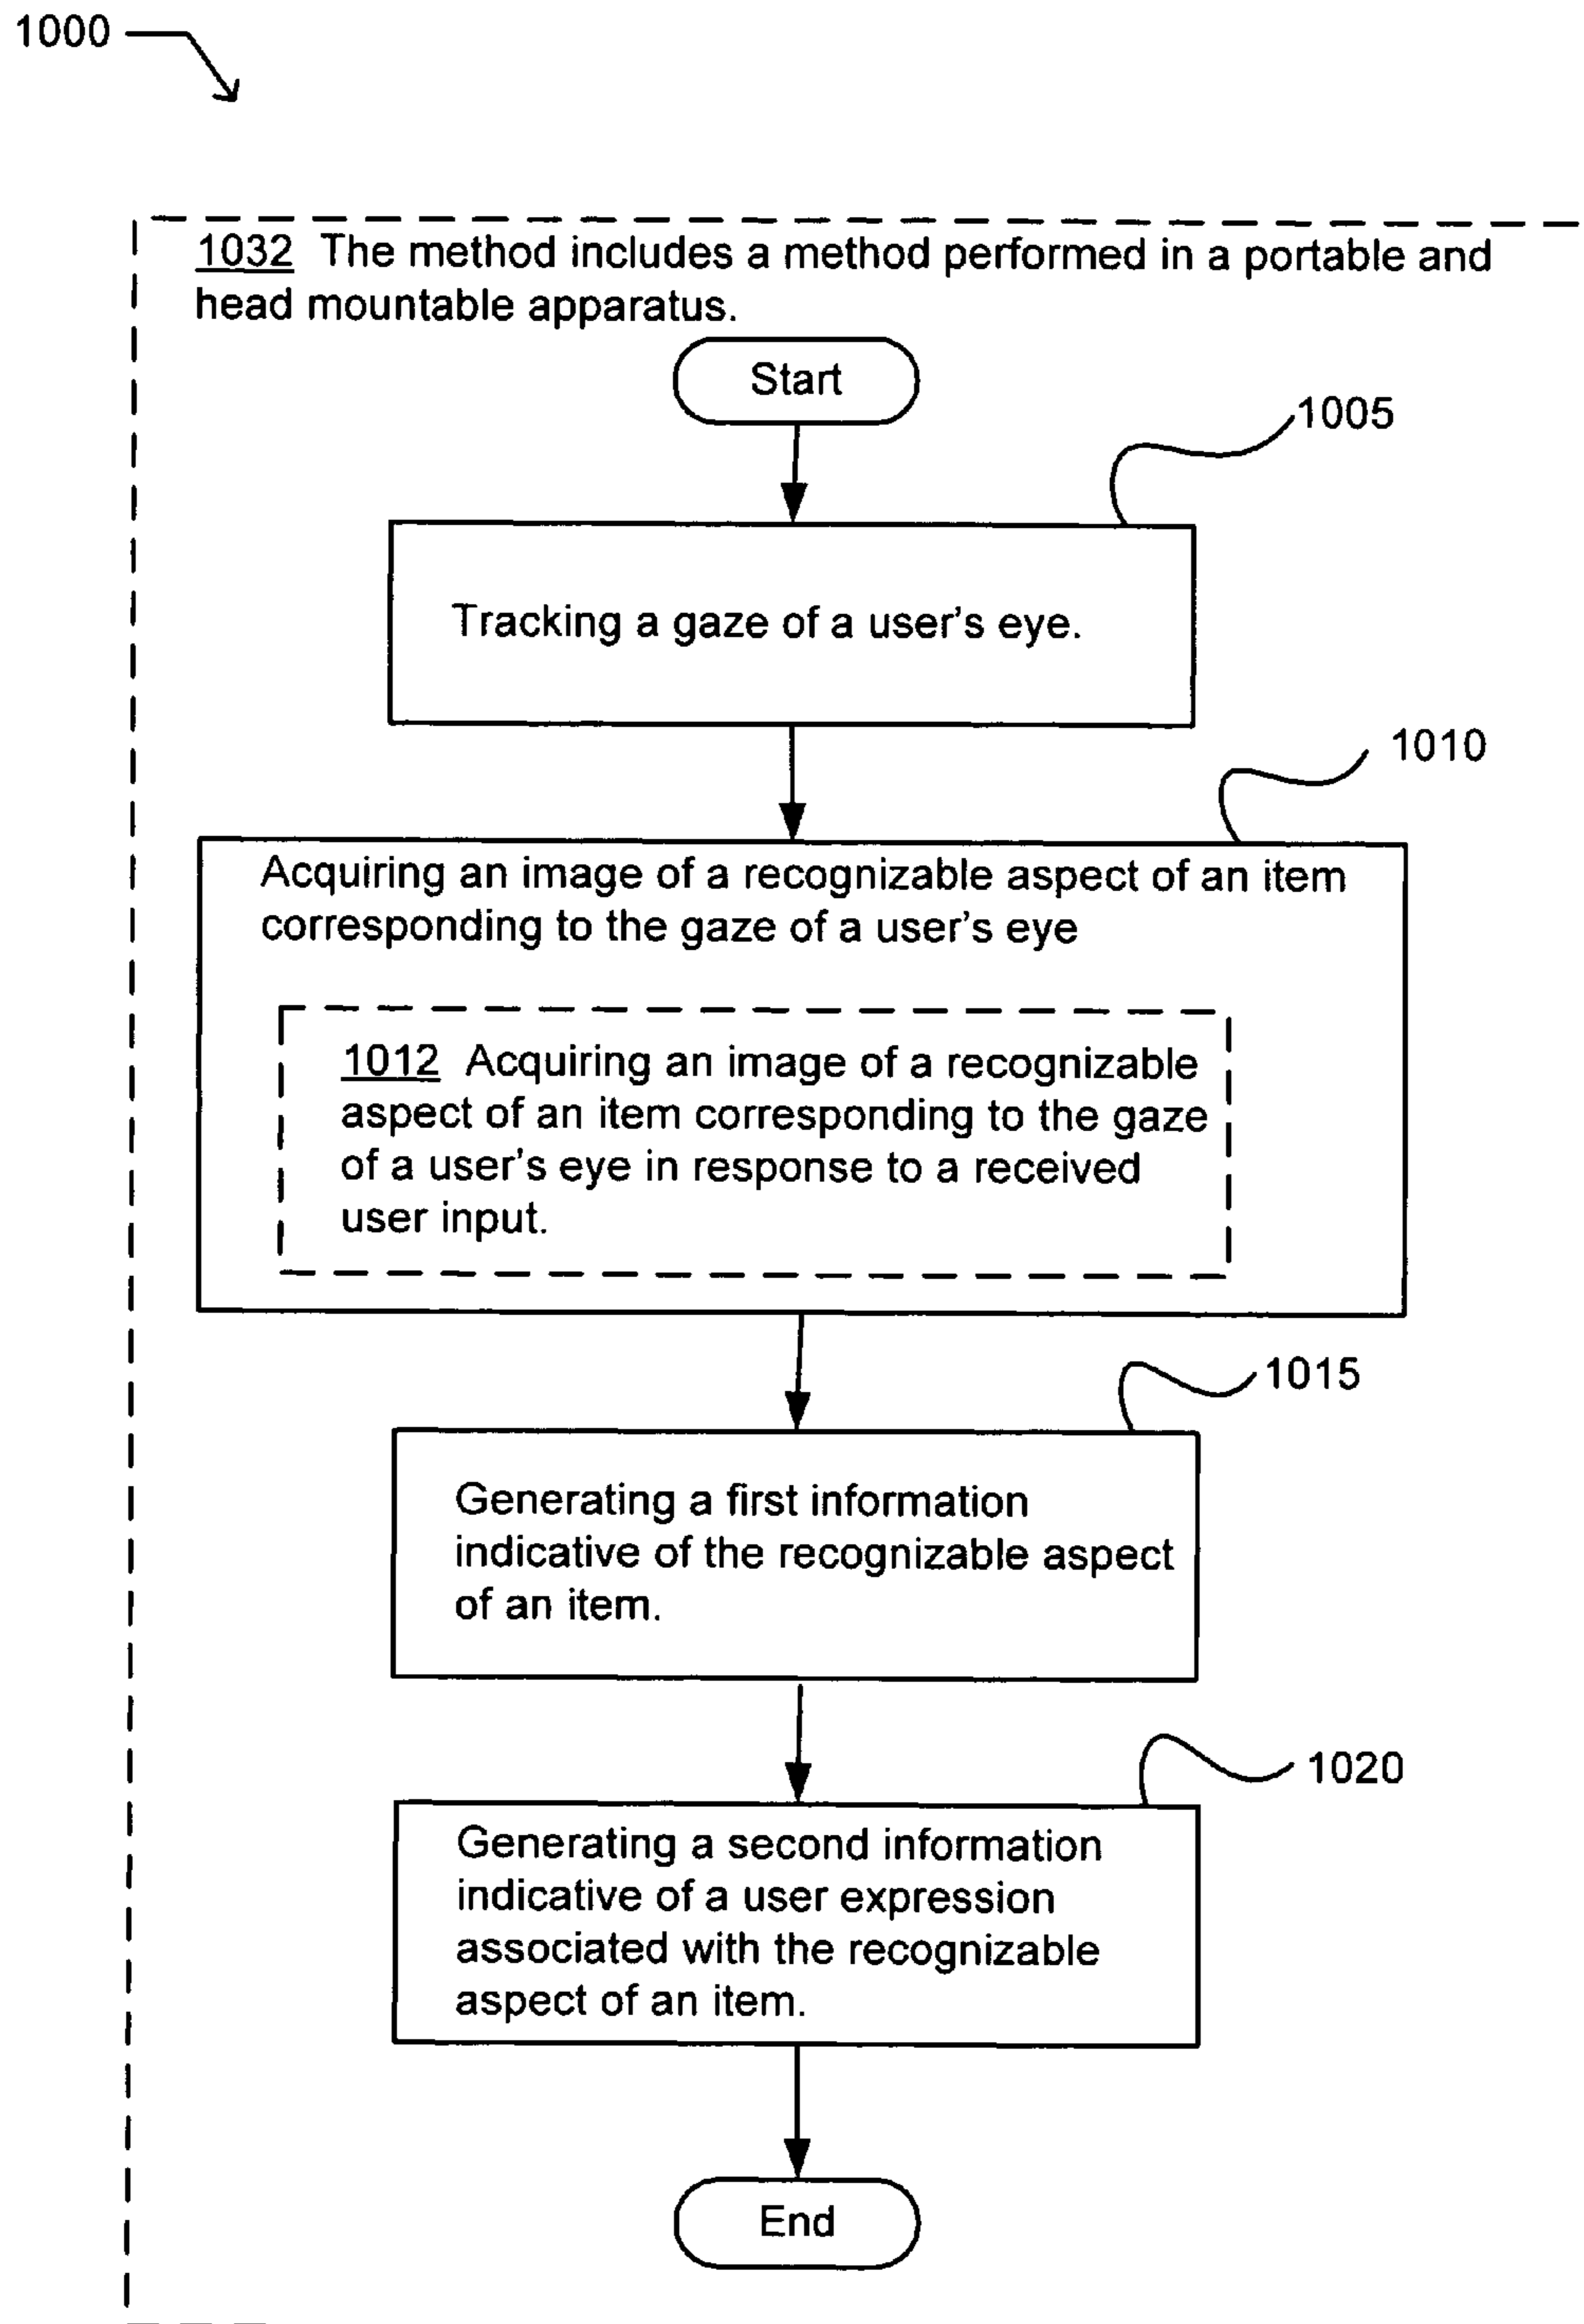 1000
1032 The method includes a method performed in a portable and
head mountable apparatus.
Start
1005
Tracking a gaze of a user's eye.
1010
Acquiring an image of a recognizable aspect of an item
corresponding to the gaze of a user's eye
1012 Acquiring an image of a recognizable
aspect of an item corresponding to the gaze
of a user's eye in response to a received
user input.
1015
Generating a first information
indicative of the recognizable aspect
of an item.
1020
Generating a second information
indicative of a user expression
associated with the recognizable
aspect of an item.
End